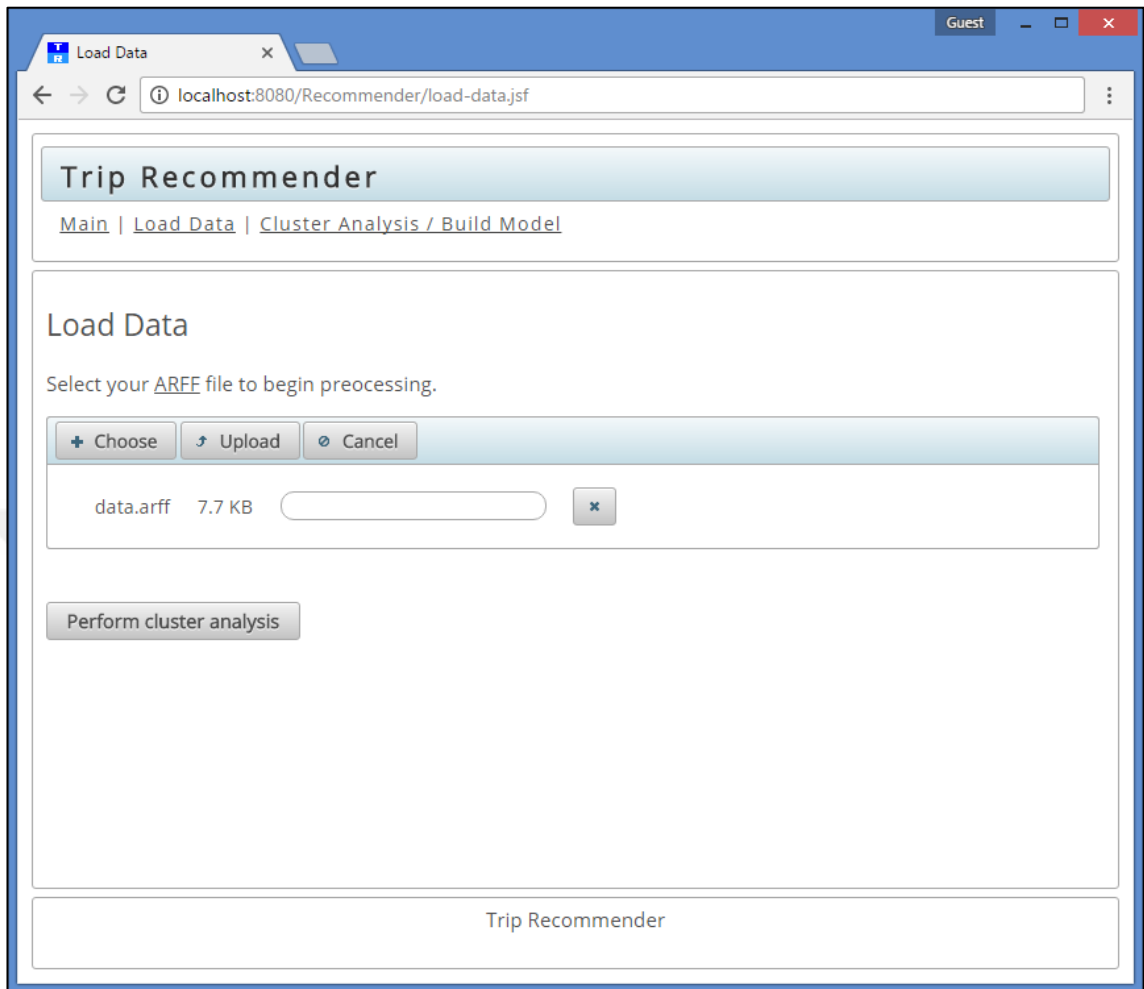 Guest
T
R
Load Data
localhost:8080/Recommender/load-data.jsf
Trip Recommender
Main | Load Data | Cluster Analysis / Build Model
Load Data
Select your ARFF file to begin preocessing.
Choose Upload Cancel
data.arff 7.7 KB
Perform cluster analysis
Trip Recommender